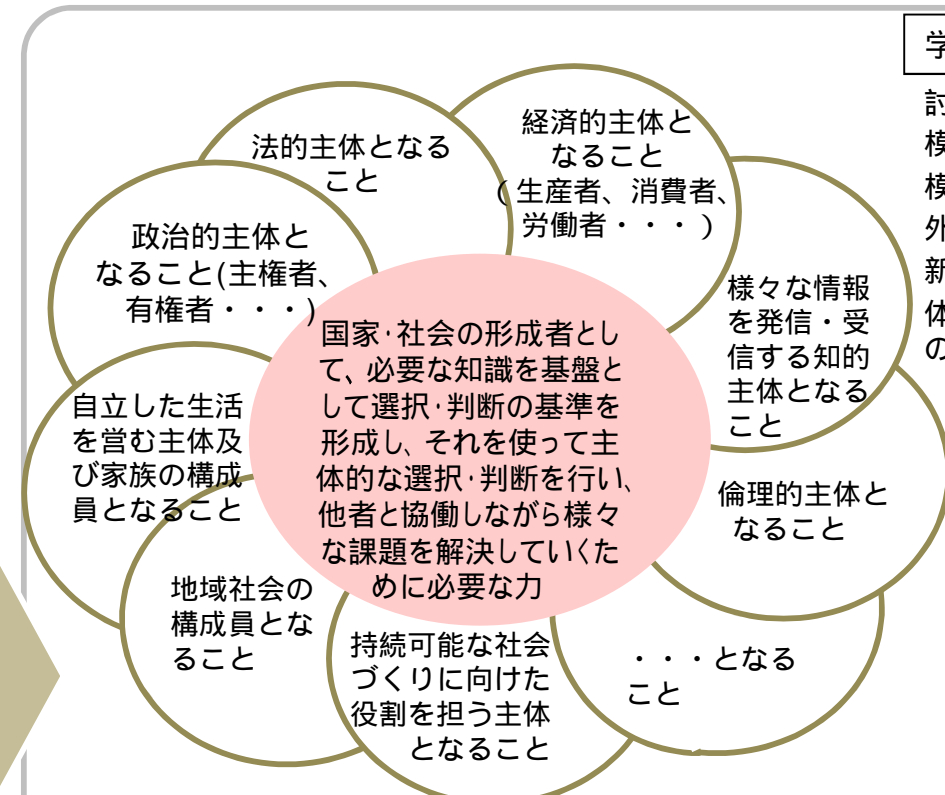 法的主体となる
こと
経済的主体と
なること
(生産者、消費者、
労働者・・・)
政治的主体と
なること(主権者、
有権者・・・)
様々な情報
を発信・受
信する知的
主体となる
こと
国家・社会の形成者とし
て、必要な知識を基盤と
して選択・判断の基準を
形成し、それを使って主
体的な選択・判断を行い、
他者と協働しながら様々
な課題を解決していくた
めに必要な力
自立した生活
を営む主体及
び家族の構成
員となること
倫理的主体と
なること
地域社会の
構成員とな
ること
持続可能な社会
づくりに向けた
役割を担う主体
となること
・・・となる
こと
学
討
模
模
外
新
体
の